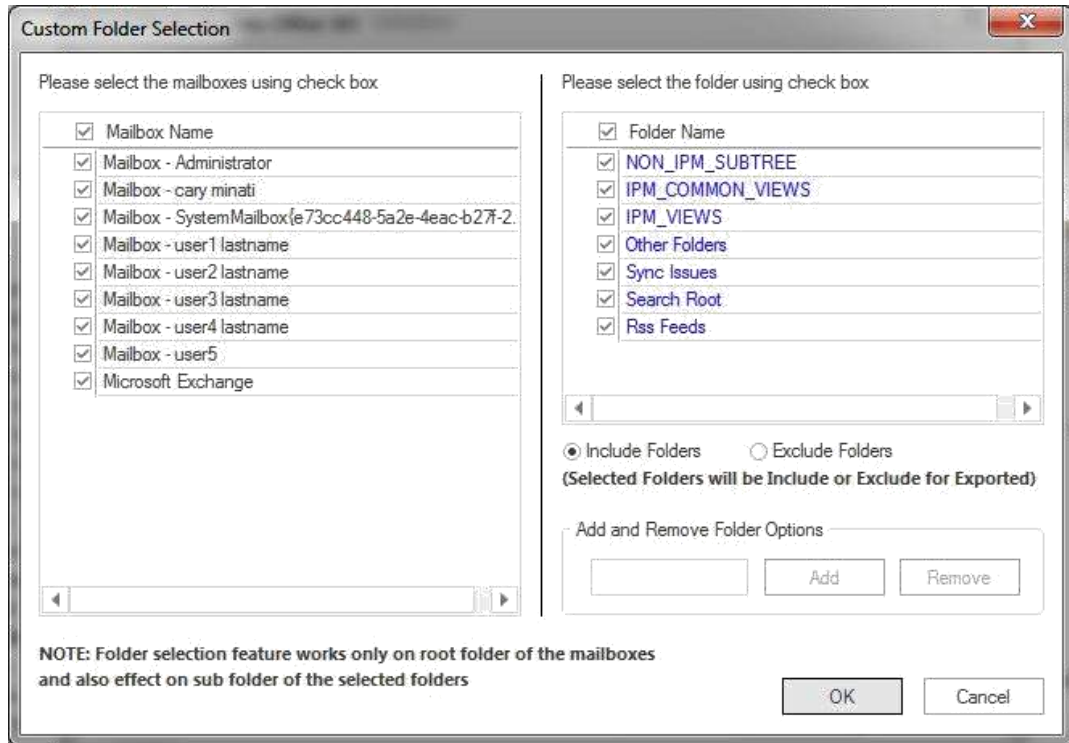 Custom Folder Selection
Please select the mailboxes using check box
Mailbox Name
Mailbox - Administrator
Mailbox - cary minati
Mailbox - SystemMailbox{e73cc448-5a2e-4eac-b27f-2.
Mailbox - user1 lastname
Mailbox - user2 lastname
Mailbox - user3 lastname
Mailbox - user4 lastname
Mailbox - user5
Microsoft Exchange
Please select the folder using check box
Folder Name
NON_IPM_SUBTREE
IPM_COMMON_VIEWS
IPM_VIEWS
Other Folders
Sync Issues
Search Root
Rss Feeds
Include Folders Exclude Folders
(Selected Folders will be Include or Exclude for Exported)
Add and Remove Folder Options
Add Remove
NOTE: Folder selection feature works only on root folder of the mailboxes
and also effect on sub folder of the selected folders
OK Cancel